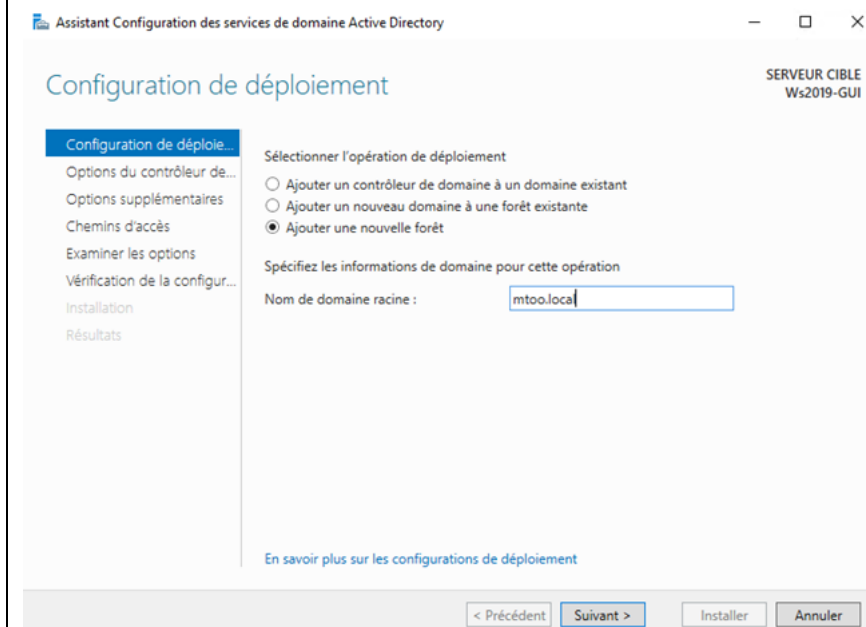 Assistant Configuration des services de domaine Active Directory
Configuration de déploiement
SERVEUR CIBLE
Ws2019-GUI
Configuration de déploie...
Options du contrôleur de...
Options supplémentaires
Chemins d'accès
Examiner les options
Vérification de la configur...
Installation
Résultats
Sélectionner l'opération de déploiement
Ajouter un contrôleur de domaine à un domaine existant
Ajouter un nouveau domaine à une forêt existante
Ajouter une nouvelle forêt
Spécifiez les informations de domaine pour cette opération
Nom de domaine racine : mtoo.local
En savoir plus sur les configurations de déploiement
< Précédent Suivant > Installer Annuler